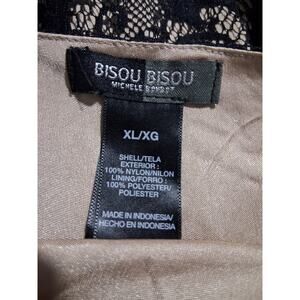 BISOU BISOU
MICHELE BOHBOT
XL/XG
SHELL/TELA
EXTERIOR :
100% NYLON/NILON
LINING/FORRO :
100% POLYESTER/
POLIESTER
MADE IN INDONESIA/
HECHO EN INDONESIA